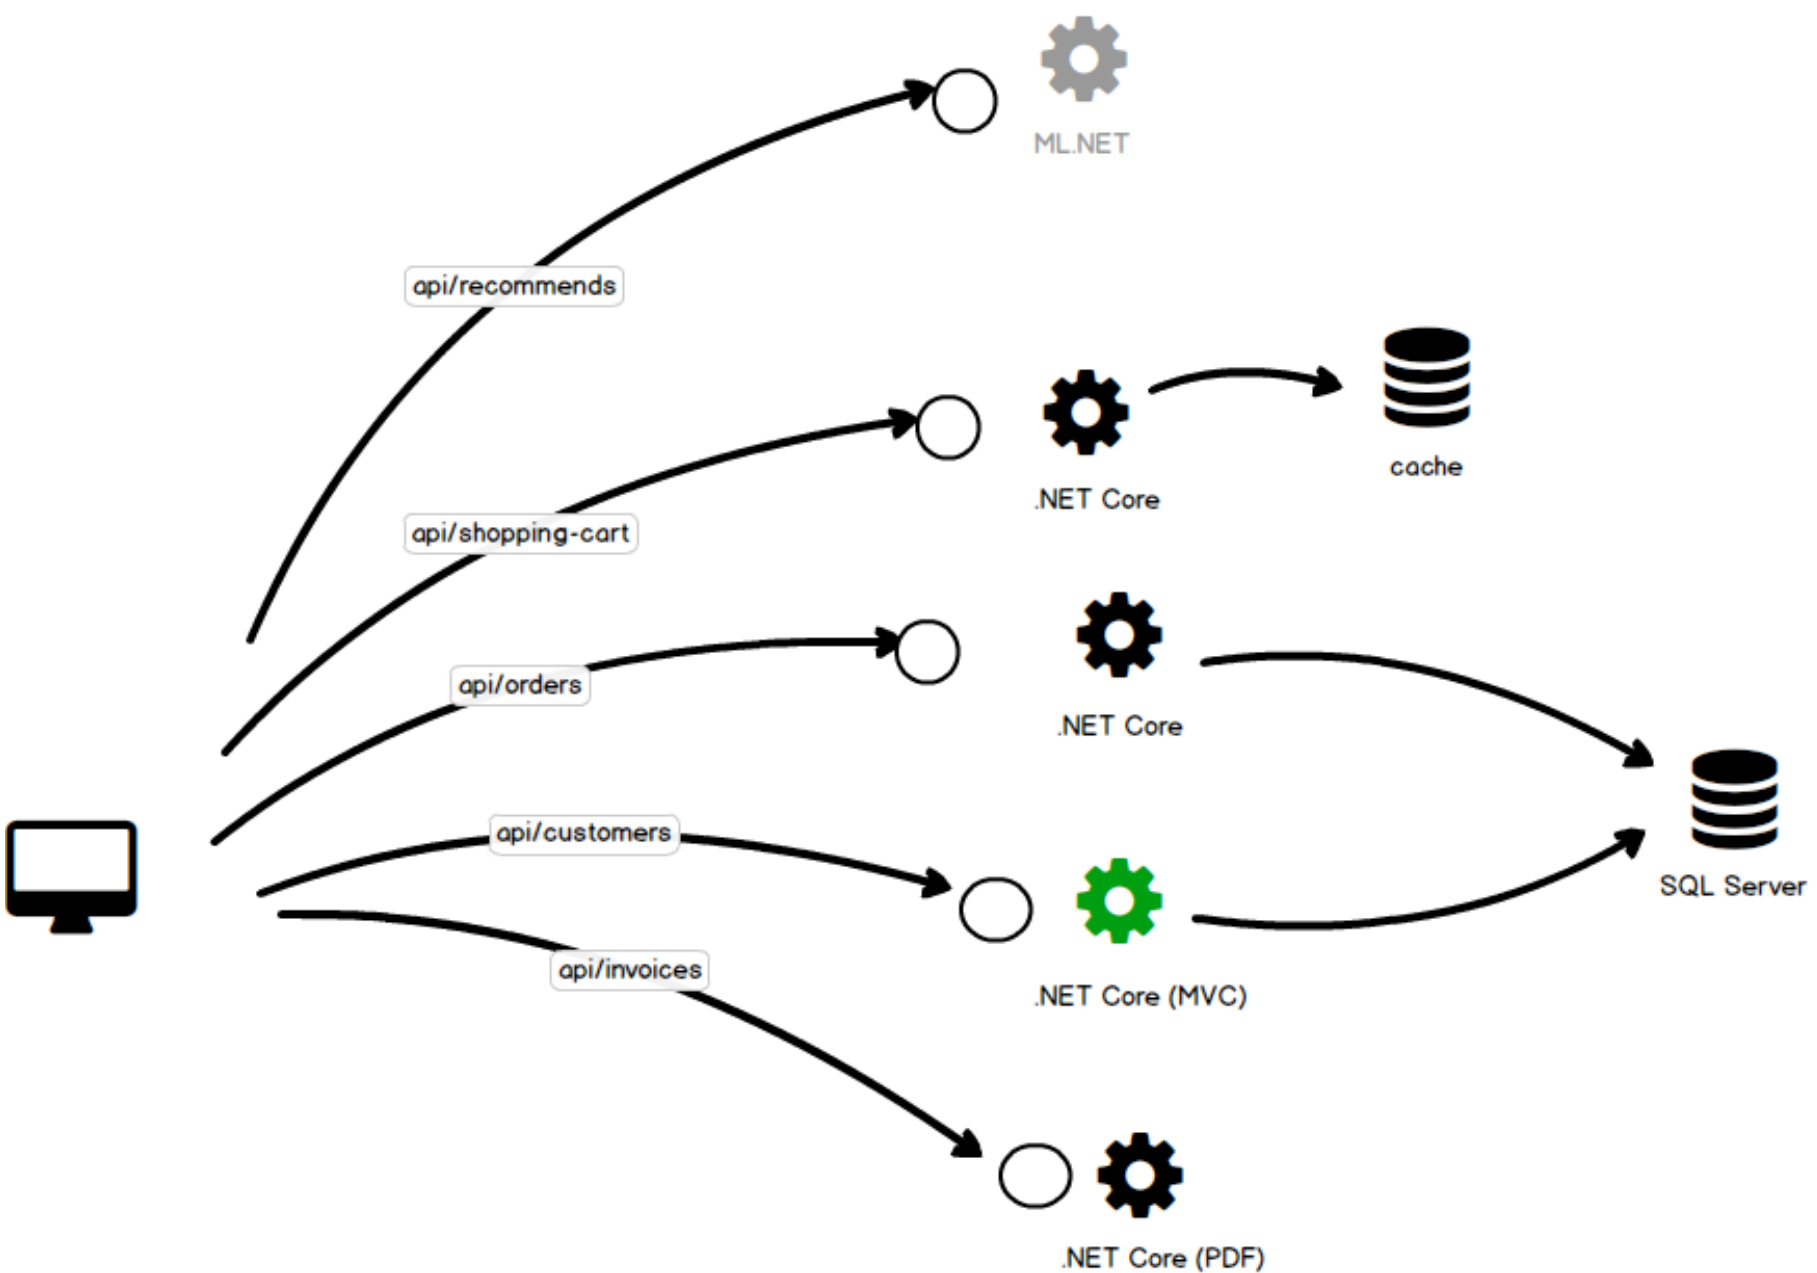 ML.NET
api/recommends
cache
.NET Core
api/shopping-cart
api/orders
.NET Core
api/customers
SQL Server
api/invoices
.NET Core (MVC)
.NET Core (PDF)